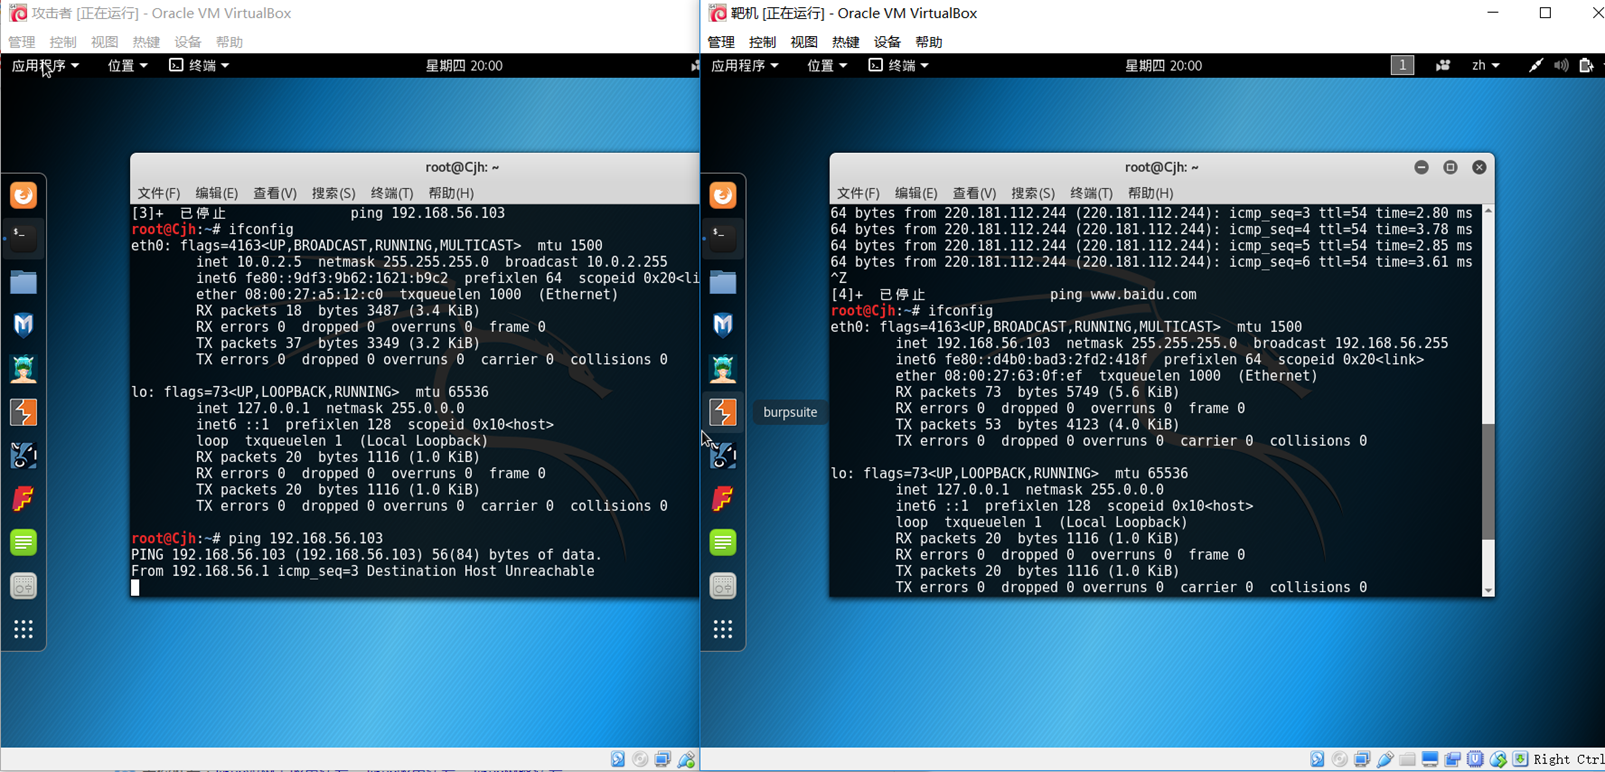 攻击者 [正在运行] - Oracle VM VirtualBox
管理 控制 视图 热键 设备 帮助
应用程序 位置 终端 星期四 20:00
root@Cjh: ~
文件(F) 编辑(E) 查看(V) 搜索(S) 终端(T) 帮助(H)
[3]+ 已停止 ping 192.168.56.103
root@Cjh:~# ifconfig
eth0: flags=4163<UP,BROADCAST,RUNNING,MULTICAST> mtu 1500
inet 10.0.2.5 netmask 255.255.255.0 broadcast 10.0.2.255
inet6 fe80::9df3:9b62:1621:b9c2 prefixlen 64 scopeid 0x20<li
ether 08:00:27:a5:12:c0 txqueuelen 1000 (Ethernet)
RX packets 18 bytes 3487 (3.4 KiB)
RX errors 0 dropped 0 overruns 0 frame 0
TX packets 37 bytes 3349 (3.2 KiB)
TX errors 0 dropped 0 overruns 0 carrier 0 collisions 0
lo: flags=73<UP,LOOPBACK,RUNNING> mtu 65536
inet 127.0.0.1 netmask 255.0.0.0
inet6 ::1 prefixlen 128 scopeid 0x10<host>
loop txqueuelen 1 (Local Loopback)
RX packets 20 bytes 1116 (1.0 KiB)
RX errors 0 dropped 0 overruns 0 frame 0
TX packets 20 bytes 1116 (1.0 KiB)
TX errors 0 dropped 0 overruns 0 carrier 0 collisions 0
root@Cjh:~# ping 192.168.56.103
PING 192.168.56.103 (192.168.56.103) 56(84) bytes of data.
From 192.168.56.1 icmp_seq=3 Destination Host Unreachable
靶机 [正在运行] - Oracle VM VirtualBox
管理 控制 视图 热键 设备 帮助
应用程序 位置 终端 星期四 20:00 1 zh
root@Cjh: ~
文件(F) 编辑(E) 查看(V) 搜索(S) 终端(T) 帮助(H)
64 bytes from 220.181.112.244 (220.181.112.244): icmp_seq=3 ttl=54 time=2.80 ms
64 bytes from 220.181.112.244 (220.181.112.244): icmp_seq=4 ttl=54 time=3.78 ms
64 bytes from 220.181.112.244 (220.181.112.244): icmp_seq=5 ttl=54 time=2.85 ms
64 bytes from 220.181.112.244 (220.181.112.244): icmp_seq=6 ttl=54 time=3.61 ms
^Z
[4]+ 已停止 ping www.baidu.com
root@Cjh:~# ifconfig
eth0: flags=4163<UP,BROADCAST,RUNNING,MULTICAST> mtu 1500
inet 192.168.56.103 netmask 255.255.255.0 broadcast 192.168.56.255
inet6 fe80::d4b0:bad3:2fd2:418f prefixlen 64 scopeid 0x20<link>
ether 08:00:27:63:0f:ef txqueuelen 1000 (Ethernet)
RX packets 73 bytes 5749 (5.6 KiB)
RX errors 0 dropped 0 overruns 0 frame 0
TX packets 53 bytes 4123 (4.0 KiB)
TX errors 0 dropped 0 overruns 0 carrier 0 collisions 0
lo: flags=73<UP,LOOPBACK,RUNNING> mtu 65536
inet 127.0.0.1 netmask 255.0.0.0
inet6 ::1 prefixlen 128 scopeid 0x10<host>
loop txqueuelen 1 (Local Loopback)
RX packets 20 bytes 1116 (1.0 KiB)
RX errors 0 dropped 0 overruns 0 frame 0
TX packets 20 bytes 1116 (1.0 KiB)
TX errors 0 dropped 0 overruns 0 carrier 0 collisions 0
burpsuite
Right Ctrl